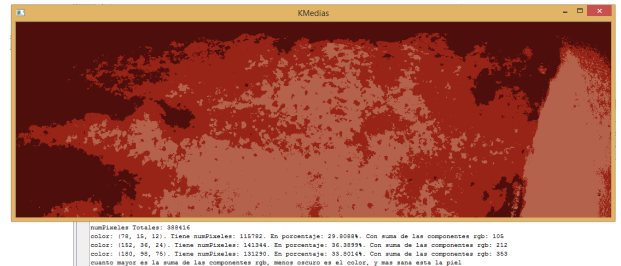 KMedias
numPixeles Totales: 388416
color: (78, 15, 12). Tiene numPixeles: 115782. En porcentaje: 29.8088%. Con suma de las componentes rgb: 105
color: (152, 36, 24). Tiene numPixeles: 141344. En porcentaje: 36.3899%. Con suma de las componentes rgb: 212
color: (180, 98, 75). Tiene numPixeles: 131290. En porcentaje: 33.8014%. Con suma de las componentes rgb: 353
cuanto mayor es la suma de las componentes rgb, menos oscuro es el color, y mas sana esta la piel